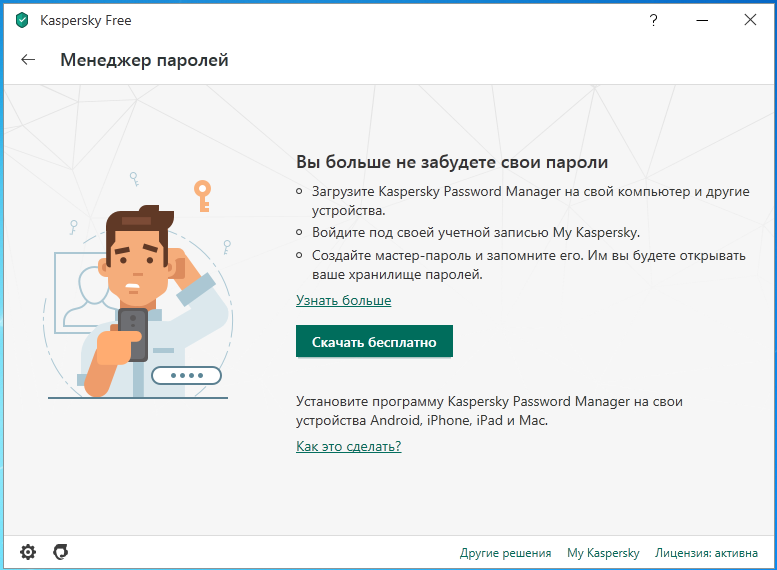 Kaspersky Free
?
Менеджер паролей
Вы больше не забудете свои пароли
Загрузите Kaspersky Password Manager на свой компьютер и другие
устройства.
Войдите под своей учетной записью My Kaspersky.
Создайте мастер-пароль и запомните его. Им вы будете открывать
ваше хранилище паролей.
Узнать больше
Скачать бесплатно
Установите программу Kaspersky Password Manager на свои
устройства Android, iPhone, iPad и Mac.
Как это сделать?
Другие решения My Kaspersky Лицензия: активна